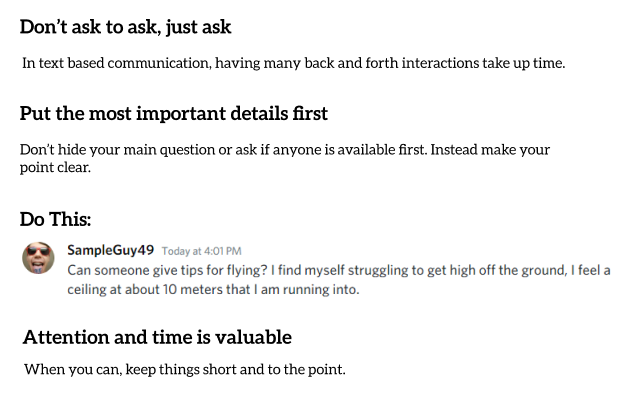 Don’t ask to ask, just ask
In text based communication, having many back and forth interactions take up time.
Put the most important details first
Don’t hide your main question or ask if anyone is available first. Instead make your
point clear.
Do This:
SampleGuy49 Today at 4:01 PM
Can someone give tips for flying? I find myself struggling to get high off the ground, I feel a
ceiling at about 10 meters that I am running into.
Attention and time is valuable
When you can, keep things short and to the point.